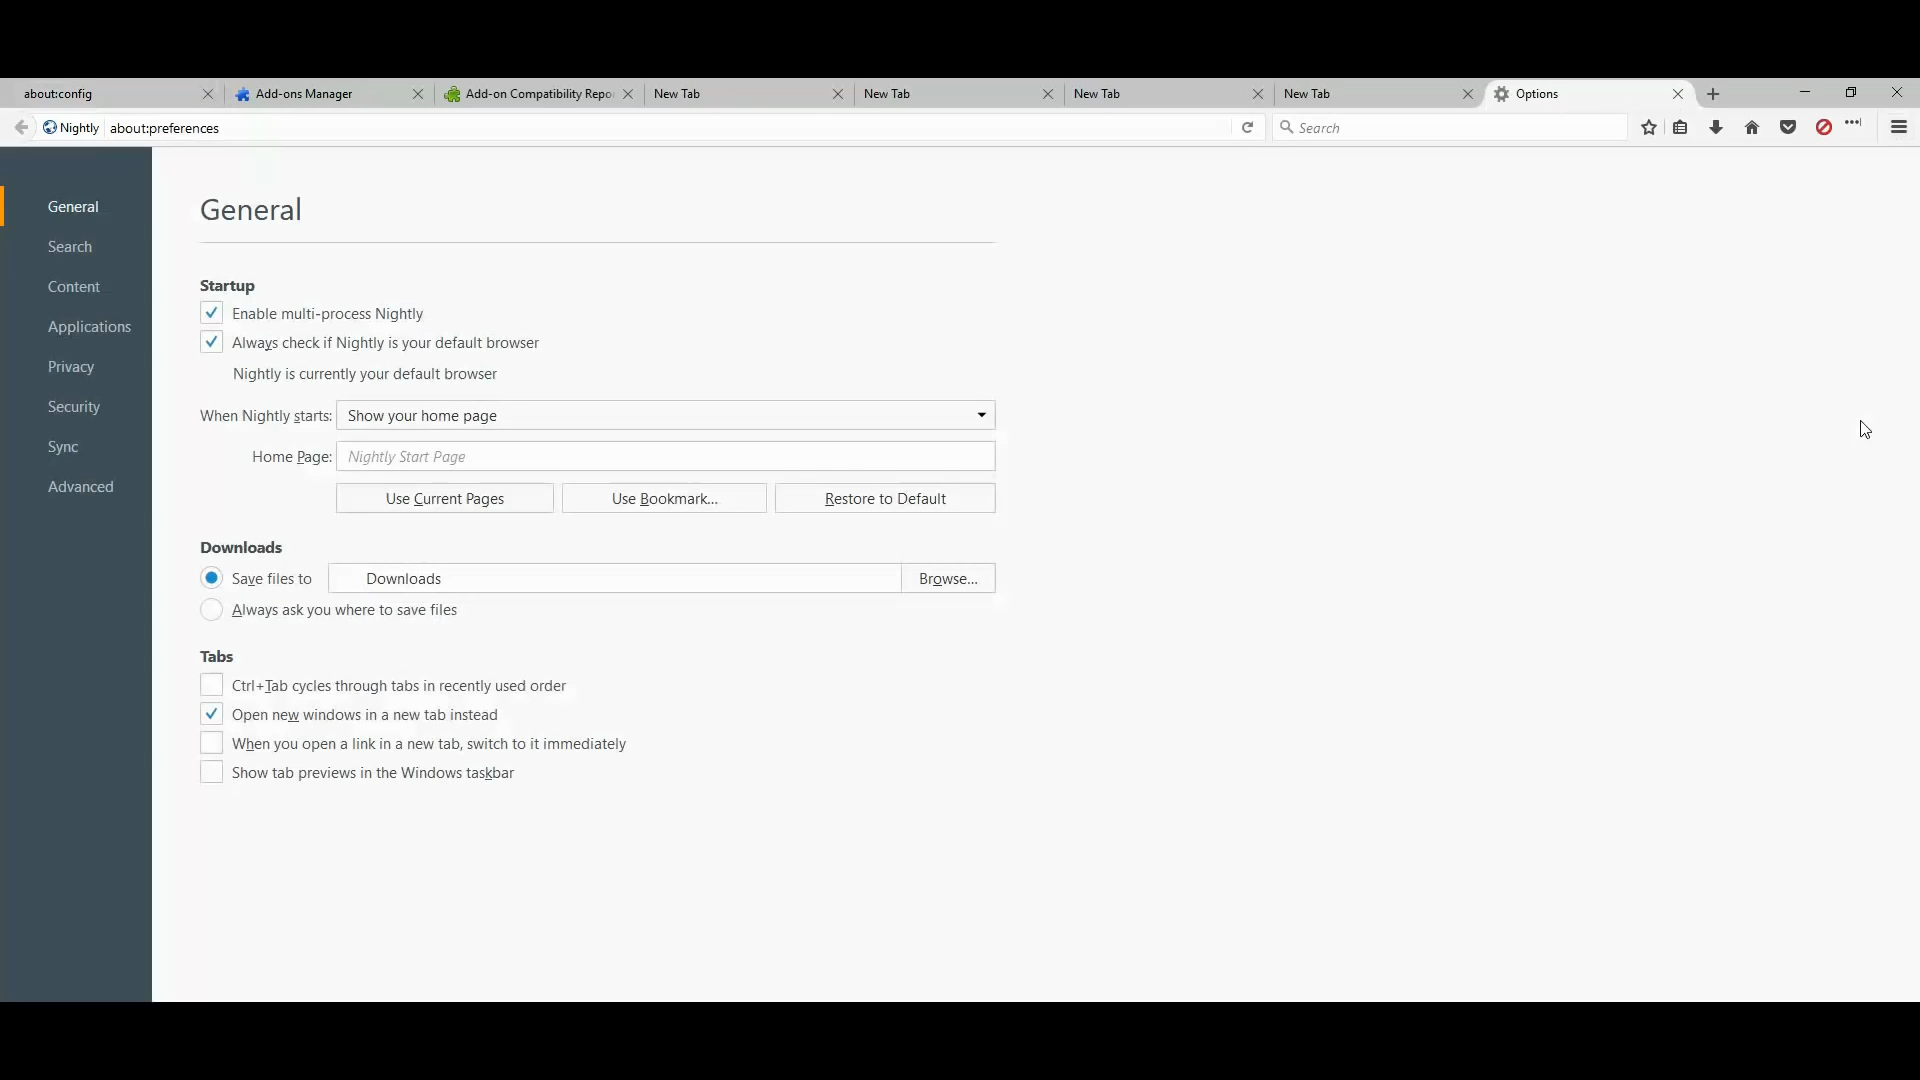 about:config
Add-ons Manager
Add-on Compatibility Repo
New Tab
New Tab
New Tab
New Tab
Options
Nightly
about:preferences
Search
General
Search
Content
Applications
Privacy
Security
Sync
Advanced
General
Startup
Enable multi-process Nightly
Always check if Nightly is your default browser
Nightly is currently your default browser
When Nightly starts: Show your home page
Home Page: Nightly Start Page
Use Current Pages
Use Bookmark...
Restore to Default
Downloads
Save files to Downloads Browse...
Always ask you where to save files
Tabs
Ctrl+Tab cycles through tabs in recently used order
Open new windows in a new tab instead
When you open a link in a new tab, switch to it immediately
Show tab previews in the Windows taskbar